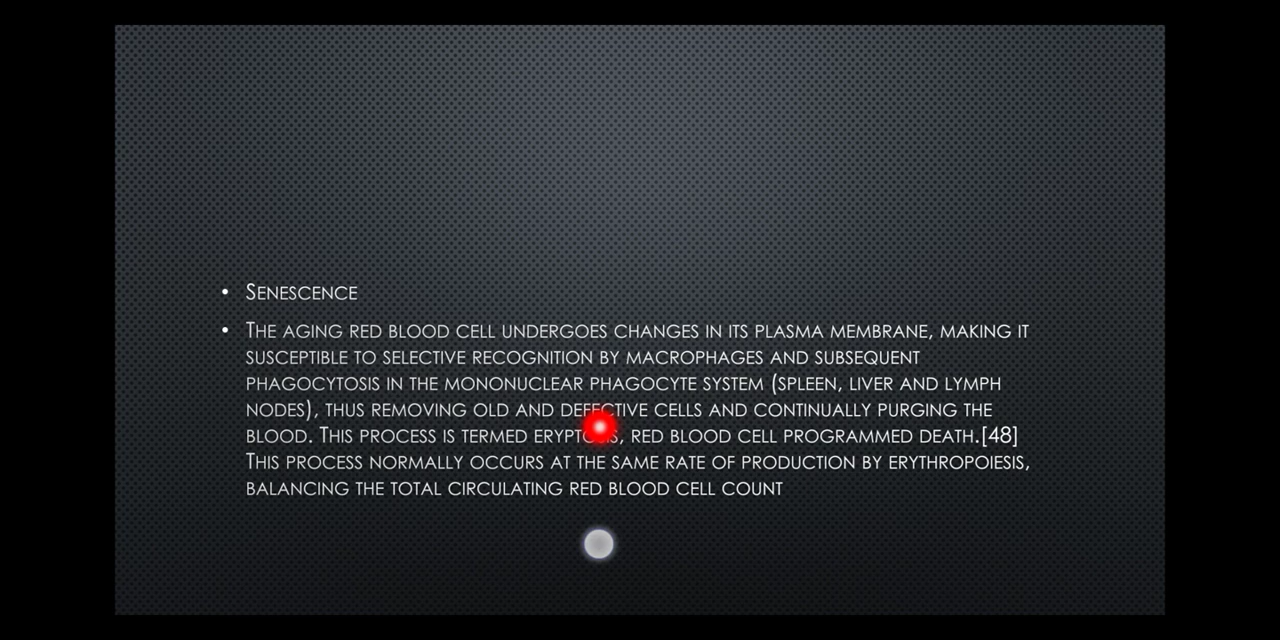 • Senescence
• The aging red blood cell undergoes changes in its plasma membrane, making it
susceptible to selective recognition by macrophages and subsequent
phagocytosis in the mononuclear phagocyte system (spleen, liver and lymph
nodes), thus removing old and defective cells and continually purging the
blood. This process is termed eryptosis, red blood cell programmed death.[48]
This process normally occurs at the same rate of production by erythropoiesis,
balancing the total circulating red blood cell count